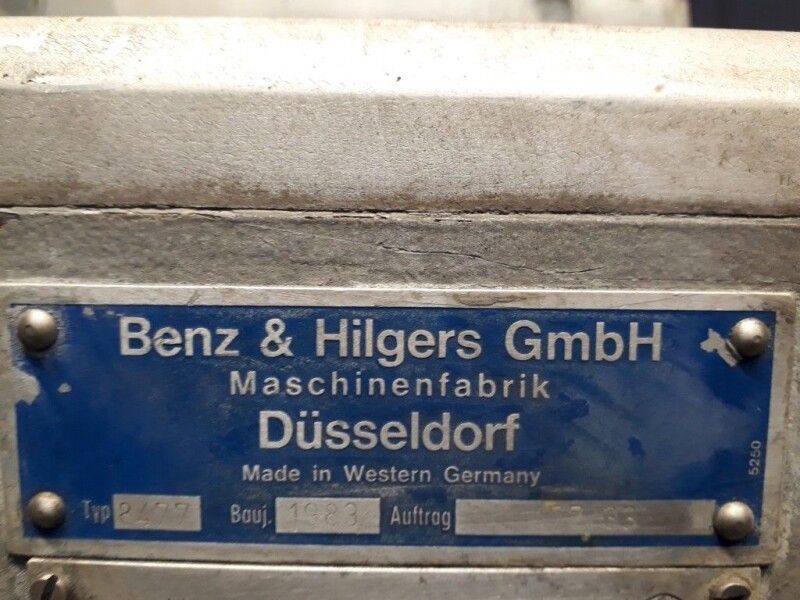 Benz & Hilgers GmbH
Maschinenfabrik
Düsseldorf
Made in Western Germany
Typ Bauj. 1983 Auftrag
5250